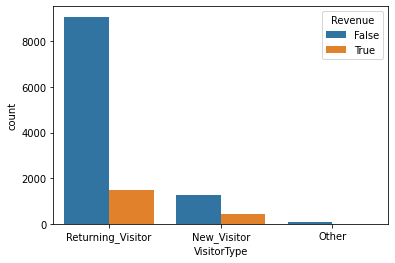 Revenue
False
True
8000
6000
4000
2000
0
count
Returning_Visitor New_Visitor Other
VisitorType